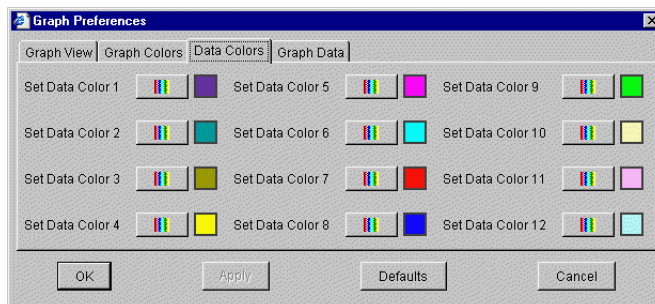 Graph Preferences
Graph View Graph Colors Data Colors Graph Data
Set Data Color 1 Set Data Color 5 Set Data Color 9
Set Data Color 2 Set Data Color 6 Set Data Color 10
Set Data Color 3 Set Data Color 7 Set Data Color 11
Set Data Color 4 Set Data Color 8 Set Data Color 12
OK Apply Defaults Cancel